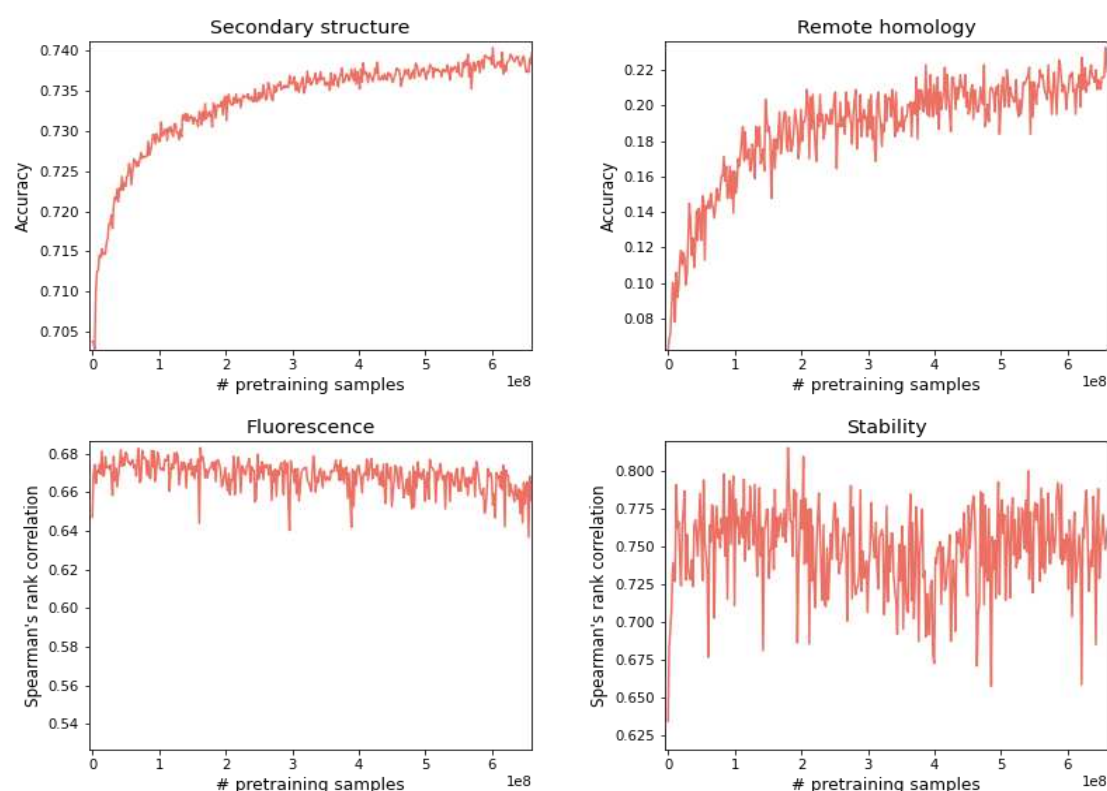 Secondary structure
0.740
0.735
0.730
0.725
0.720
0.715
0.710
0.705
Accuracy
0 1 2 3 4 5 6
1e8
# pretraining samples
Remote homology
0.22
0.20
0.18
0.16
0.14
0.12
0.10
0.08
Accuracy
0 1 2 3 4 5 6
1e8
# pretraining samples
Fluorescence
0.68
0.66
0.64
0.62
0.60
0.58
0.56
0.54
Spearman's rank correlation
0 1 2 3 4 5 6
1e8
# pretraining samples
Stability
0.800
0.775
0.750
0.725
0.700
0.675
0.650
0.625
Spearman's rank correlation
0 1 2 3 4 5 6
1e8
# pretraining samples